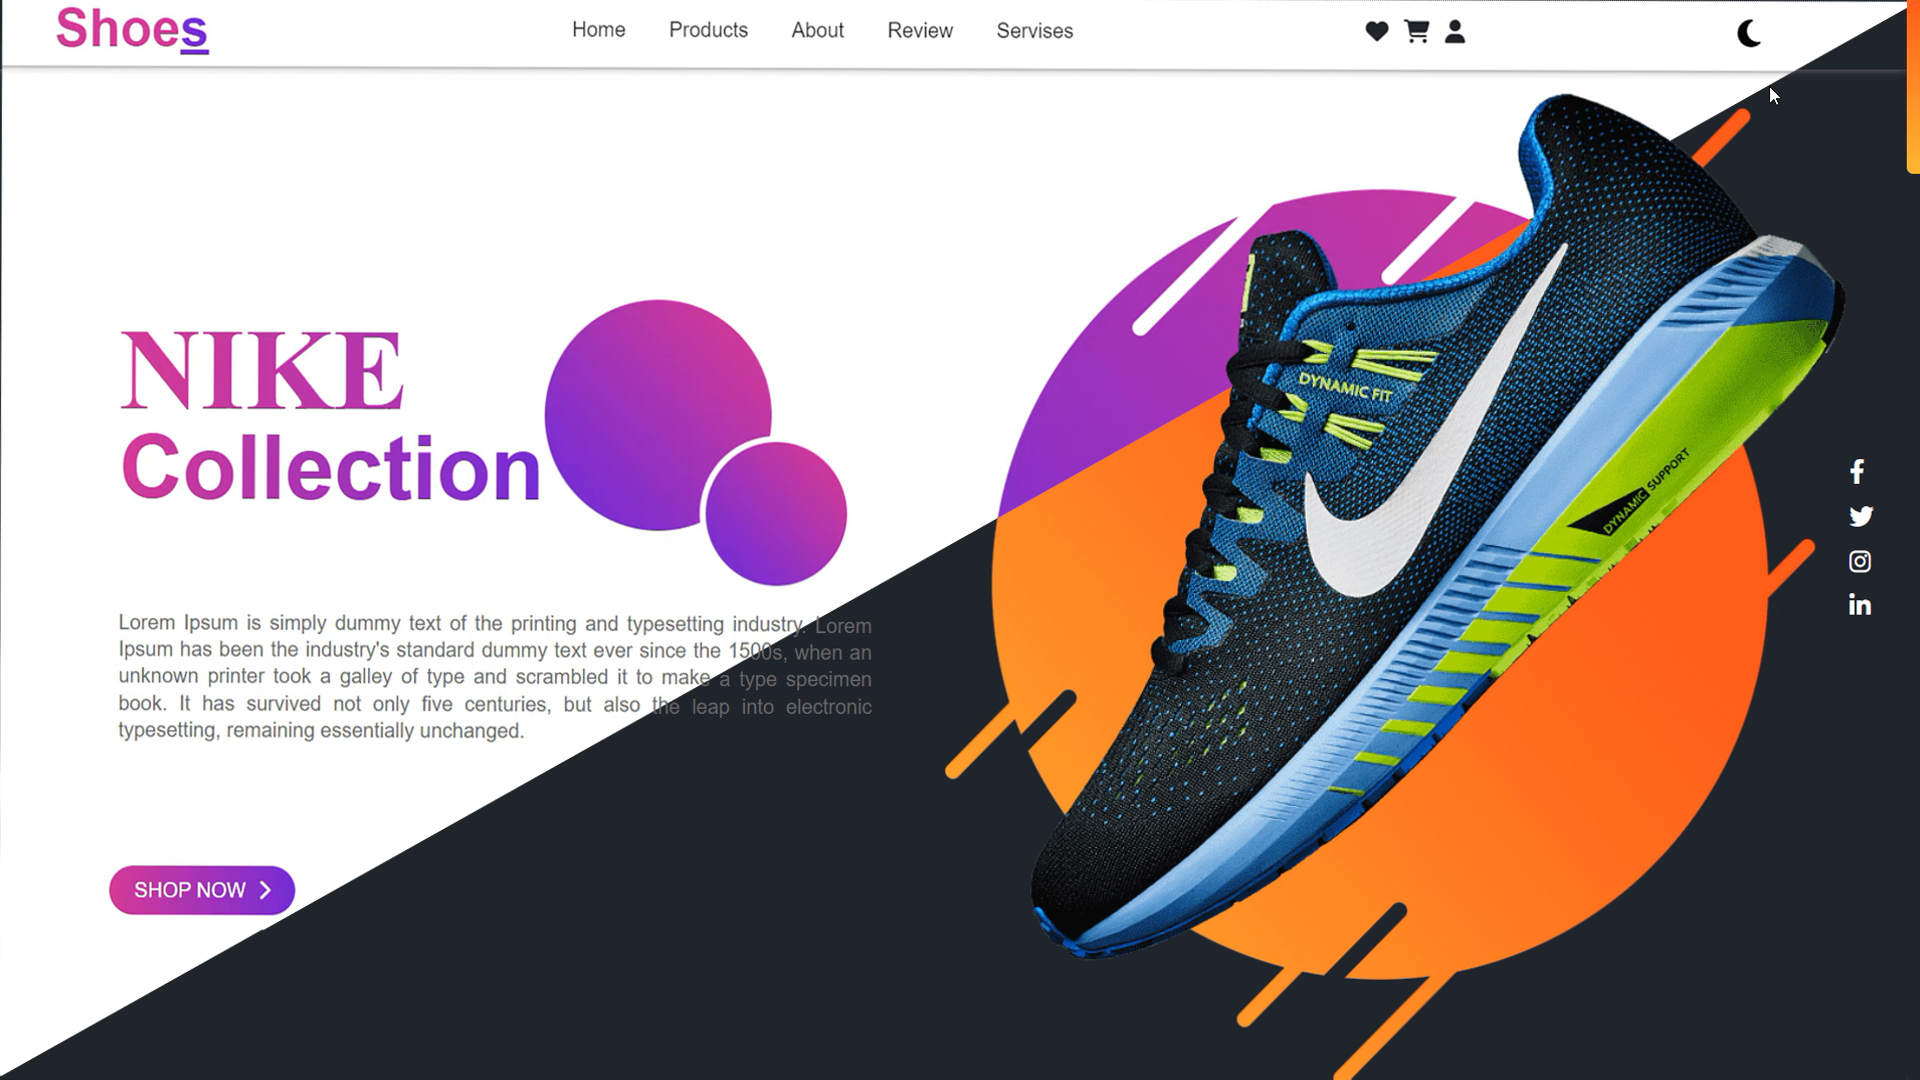 Shoes
Home Products About Review Servises
NIKE
Collection
Lorem Ipsum is simply dummy text of the printing and typesetting industry. Lorem
Ipsum has been the industry's standard dummy text ever since the 1500s, when an
unknown printer took a galley of type and scrambled it to make a type specimen
book. It has survived not only five centuries, but also the leap into electronic
typesetting, remaining essentially unchanged.
SHOP NOW
DYNAMIC FIT
DYNAMIC SUPPORT